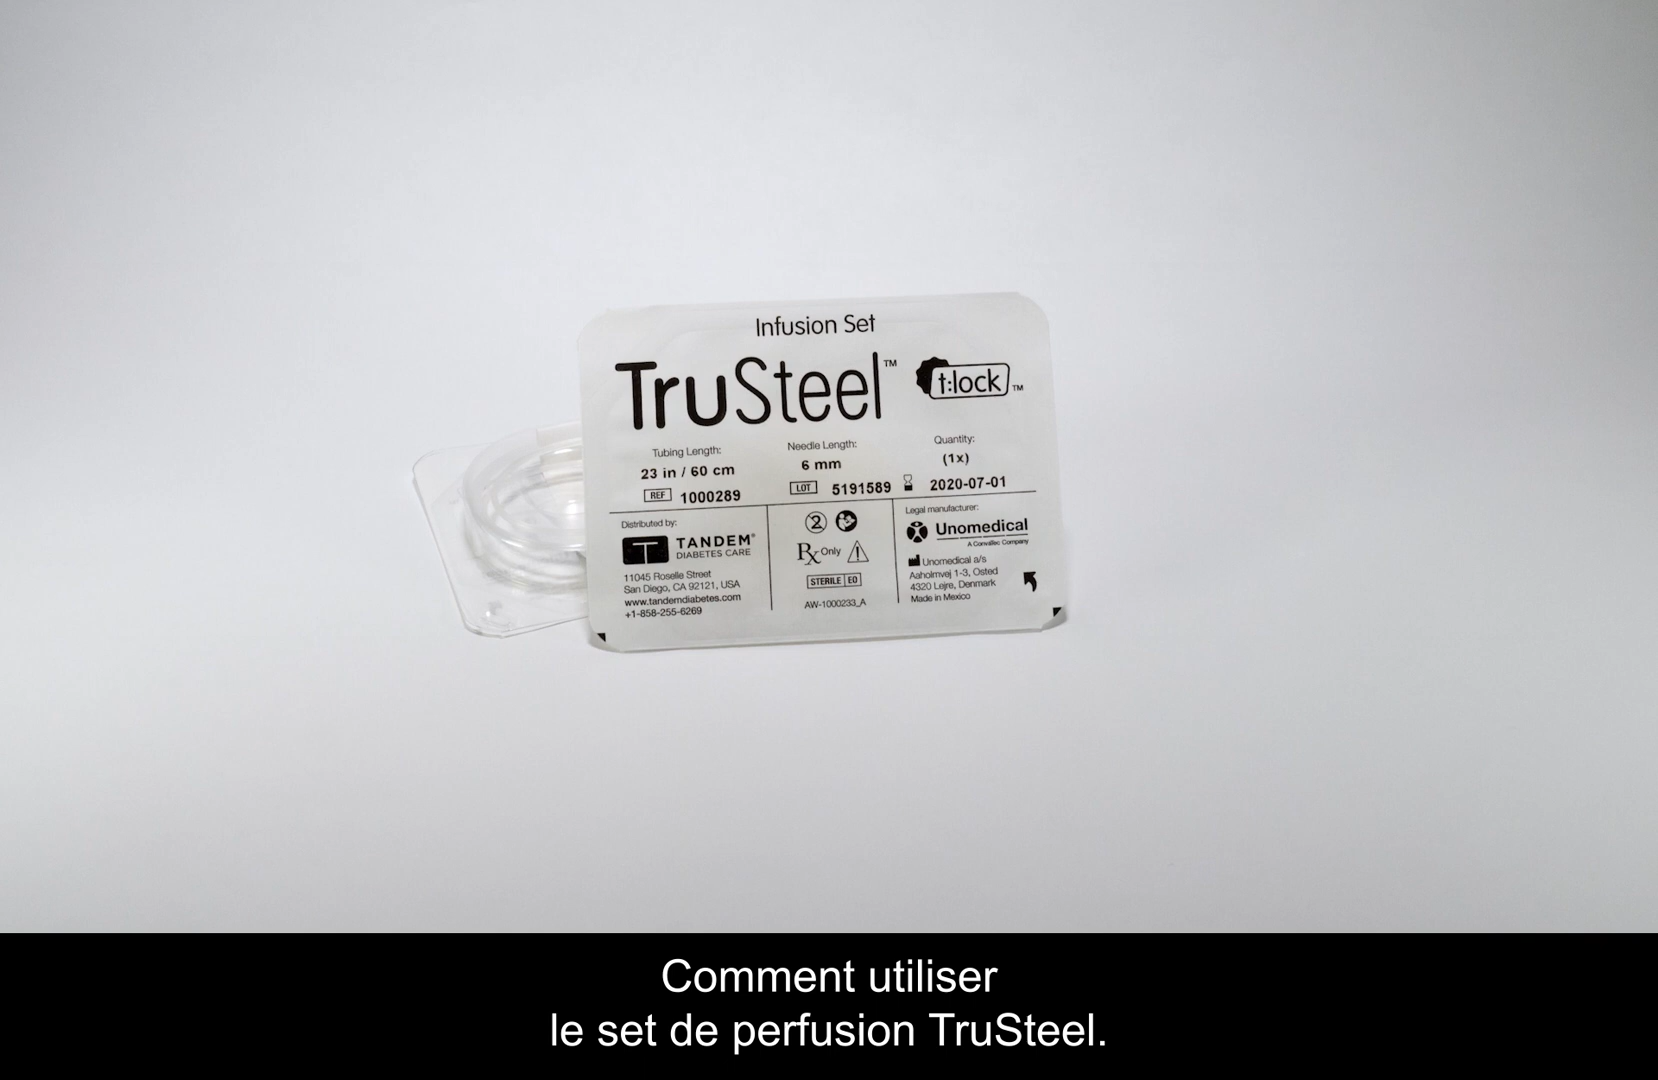 Infusion Set
TruSteel™ t:lock™
Tubing Length: Needle Length: Quantity:
23 in / 60 cm 6 mm (1x)
REF 1000289 LOT 5191589 2020-07-01
Distributed by:
TANDEM®
DIABETES CARE
11045 Roselle Street
San Diego, CA 92121, USA
www.tandemdiabetes.com
+1-858-255-6269
2
Rx Only
STERILE EO
AW-1000233_A
Legal manufacturer:
Unomedical
A ConvaTec Company
Unomedical a/s
Aaholmvej 1-3, Osted
4320 Lejre, Denmark
Made in Mexico
Comment utiliser
le set de perfusion TruSteel.